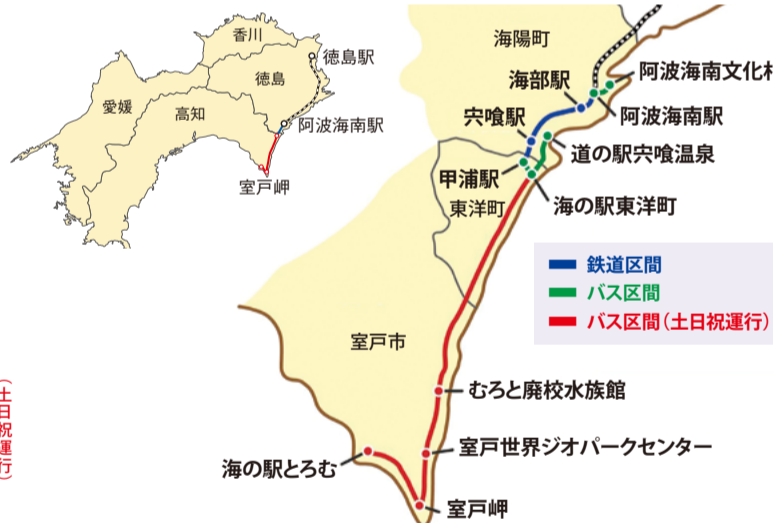 香川
徳島駅
徳島
愛媛
高知
阿波海南駅
室戸岬
海陽町
海部駅
阿波海南文化村
宍喰駅
阿波海南駅
道の駅宍喰温泉
甲浦駅
東洋町
海の駅東洋町
鉄道区間
バス区間
バス区間(土日祝運行)
室戸市
(土日祝運行)
むろと廃校水族館
室戸世界ジオパークセンター
海の駅とろむ
室戸岬